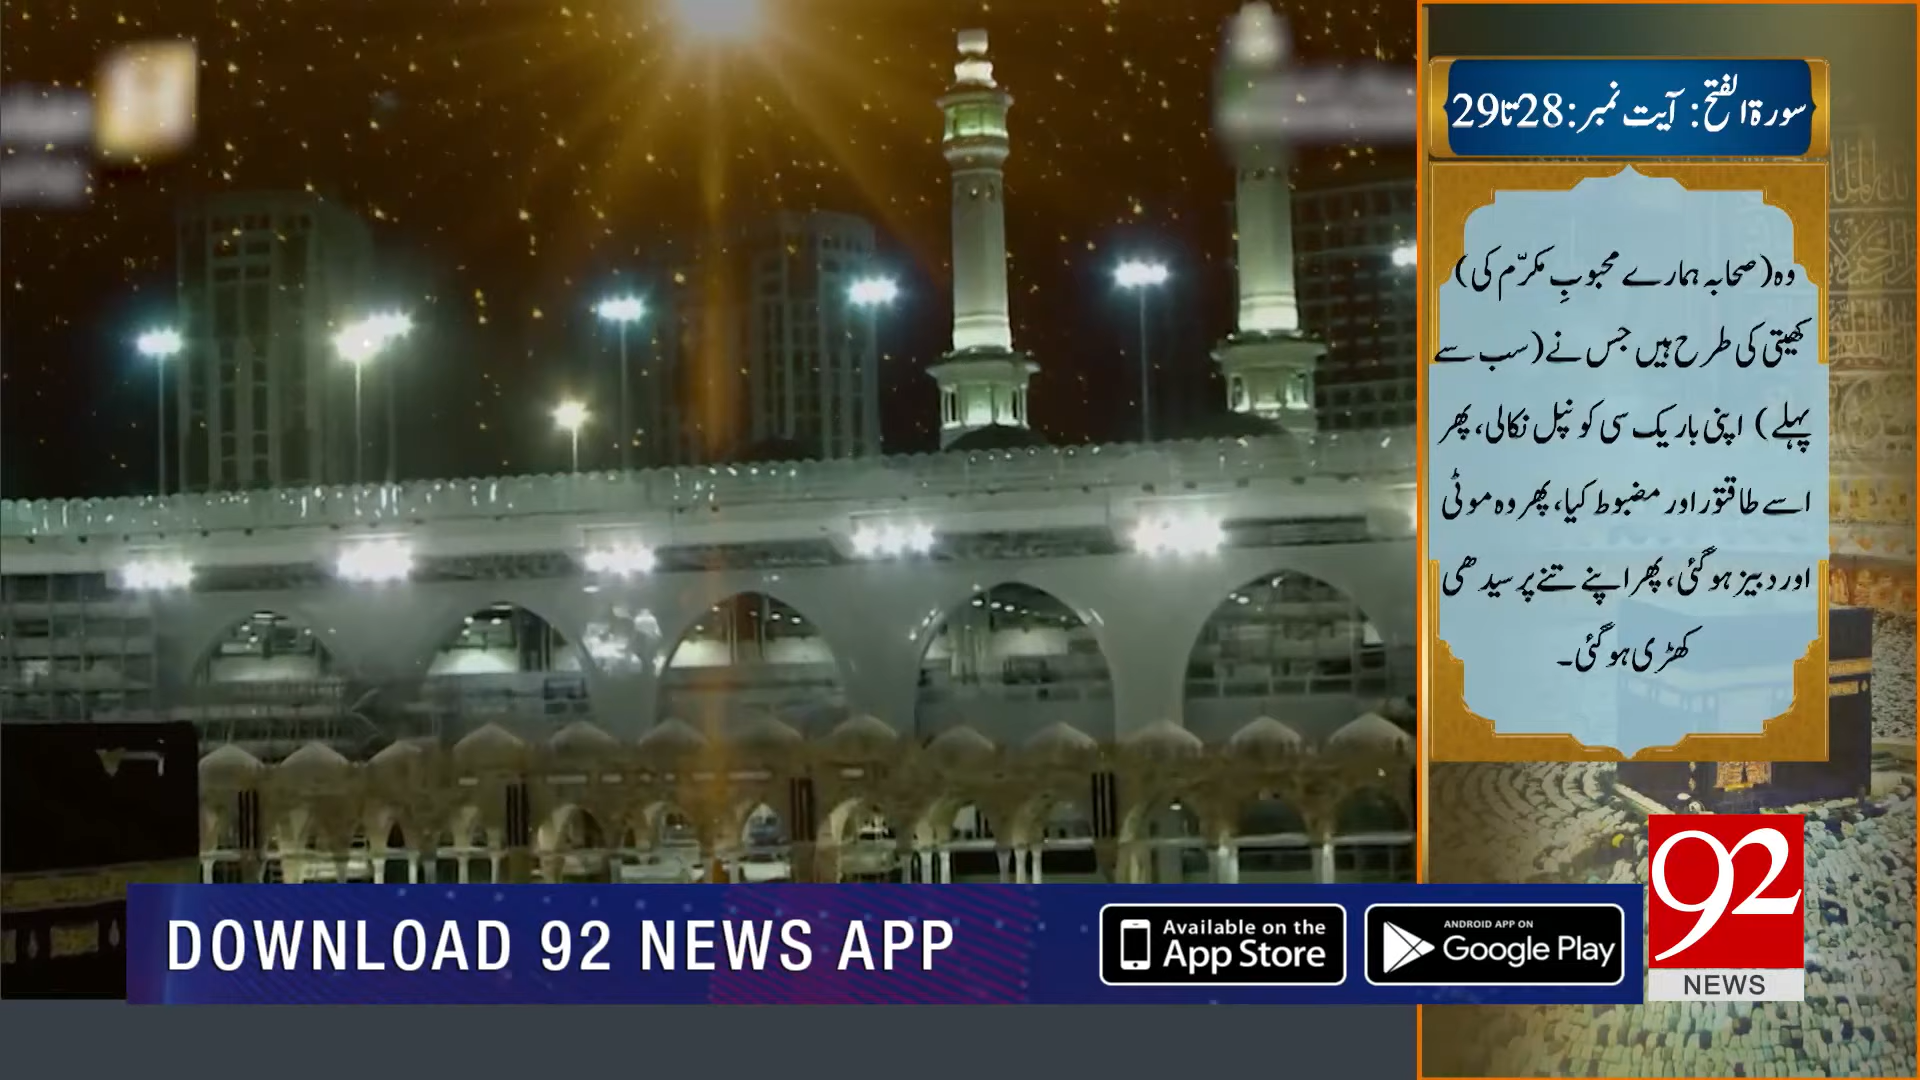 سورۃ الفتح: آیت نمبر: 28 تا 29
وہ (صحابہ ہمارے محبوبِ مکرّم کی)
کھیتی کی طرح ہیں جس نے (سب سے
پہلے) اپنی باریک سی کونپل نکالی، پھر
اسے طاقتور اور مضبوط کیا، پھر وہ موٹی
اور دبیز ہوگئی، پھر اپنے تنے پر سیدھی
کھڑی ہوگئی۔
DOWNLOAD 92 NEWS APP
Available on the
App Store
ANDROID APP ON
Google Play
92
NEWS